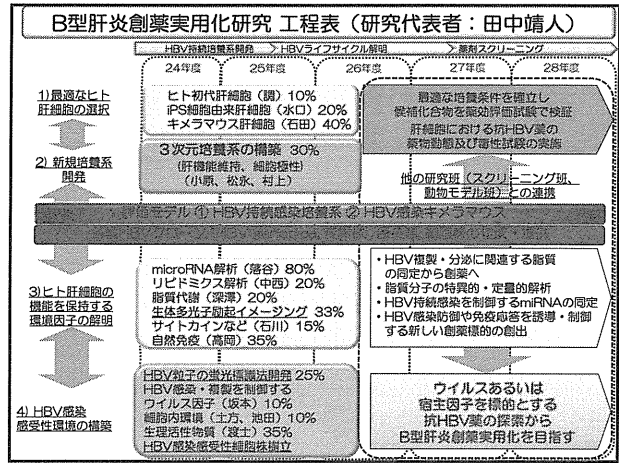 B型肝炎創薬実用化研究 工程表（研究代表者：田中靖人）
HBV持続培養系開発
HBVライフサイクル解明
薬剤スクリーニング
24年度
25年度
26年度
27年度
28年度
1)最適なヒト
肝細胞の選択
2) 新規培養系
開発
3)ヒト肝細胞の
機能を保持する
環境因子の解明
4) HBV感染
感受性環境の構築
ヒト初代肝細胞（調）10%
iPS細胞由来肝細胞（水口）20%
キメラマウス肝細胞（石田）40%
3次元培養系の構築 30%
(肝機能維持、細胞極性)
（小原、松永、村上）
最適な培養条件を確立し
候補化合物を薬効評価試験で検証
肝細胞における抗HBV薬の
薬物動態及び毒性試験の実施
他の研究班（スクリーニング班、
動物モデル班）との連携
評価モデル ① HBV持続感染培養系 ② HBV感染キメラマウス
microRNA解析（落谷）80%
リピドミクス解析（中西）20%
脂質代謝（深澤）20%
生体多光子励起イメージング 33%
サイトカインなど（石川）15%
自然免疫（高岡）35%
・HBV複製・分泌に関連する脂質
の同定から創薬へ
・脂質分子の特異的・定量的解析
・HBV持続感染を制御するmiRNAの同定
・HBV感染防御や免疫応答を誘導・制御
する新しい創薬標的の創出
HBV粒子の蛍光標識法開発 25%
HBV感染・複製を制御する
ウイルス因子（坂本）10%
細胞内環境（土方、池田）10%
生理活性物質（渡士）35%
HBV感染感受性細胞株樹立
ウイルスあるいは
宿主因子を標的とする
抗HBV薬の探索から
B型肝炎創薬実用化を目指す